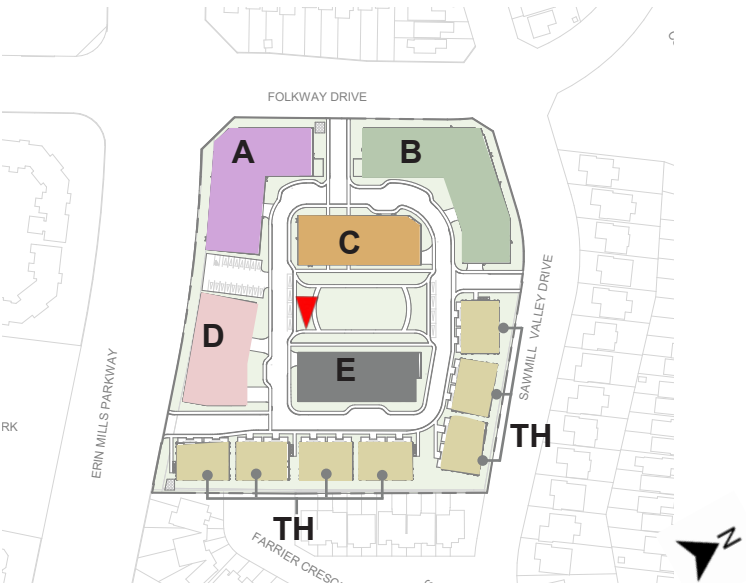 FOLKWAY DRIVE
A
B
C
D
E
SAWMILL VALLEY DRIVE
ERIN MILLS PARKWAY
RK
TH
TH
FARRIER CRESC
N